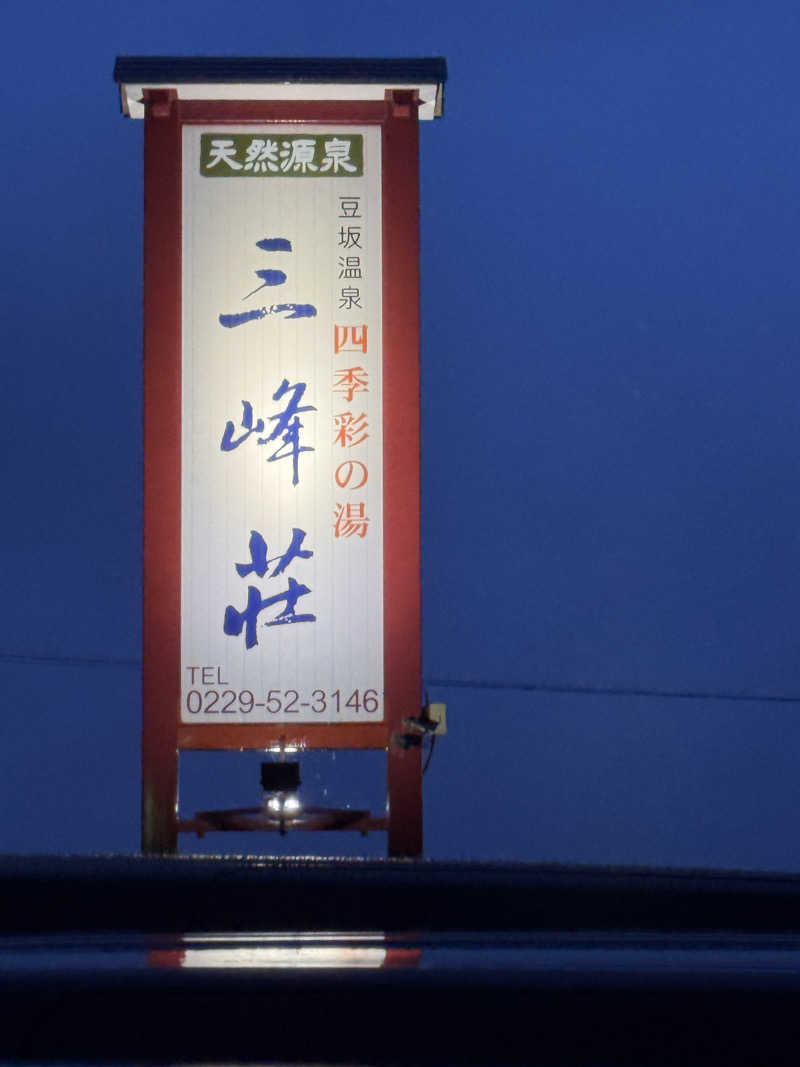 天然源泉
豆坂温泉
四季彩の湯
三峰荘
TEL
0229-52-3146